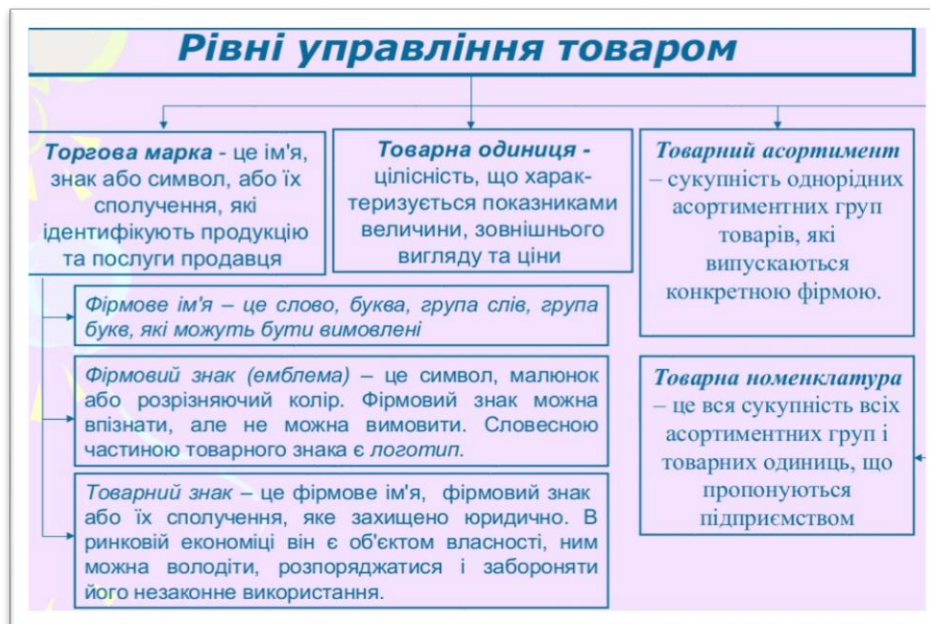 Рівні управління товаром
Торгова марка - це ім'я,
знак або символ, або їх
сполучення, які
ідентифікують продукцію
та послуги продавця
Товарна одиниця -
цілісність, що харак-
теризується показниками
величини, зовнішнього
вигляду та ціни
Товарний асортимент
– сукупність однорідних
асортиментних груп
товарів, які
випускаються
конкретною фірмою.
Фірмове ім'я – це слово, буква, група слів, група
букв, які можуть бути вимовлені
Фірмовий знак (емблема) – це символ, малюнок
або розрізняючий колір. Фірмовий знак можна
впізнати, але не можна вимовити. Словесною
частиною товарного знака є логотип.
Товарний знак – це фірмове ім'я, фірмовий знак
або їх сполучення, яке захищено юридично. В
ринковій економіці він є об'єктом власності, ним
можна володіти, розпоряджатися і забороняти
його незаконне використання.
Товарна номенклатура
– це вся сукупність всіх
асортиментних груп і
товарних одиниць, що
пропонуються
підприємством